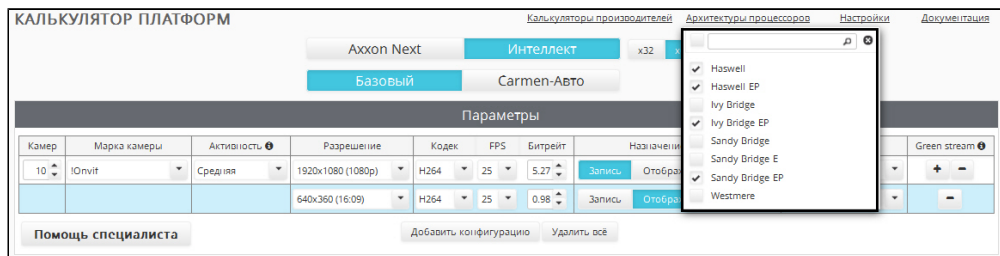 КАЛЬКУЛЯТОР ПЛАТФОРМ
Калькуляторы производителей Архитектуры процессоров Настройки Документация
Axxon Next Интеллект x32
Базовый Carmen-Авто
Haswell
Haswell EP
Ivy Bridge
Ivy Bridge EP
Sandy Bridge
Sandy Bridge E
Sandy Bridge EP
Westmere
Параметры
Камер Марка камеры Активность Разрешение Кодек FPS Битрейт Green stream
10 !Onvif Средняя 1920x1080 (1080p) H264 25 5.27 Запись
640x360 (16:09) H264 25 0.98 Запись
Помощь специалиста Добавить конфигурацию Удалить всё